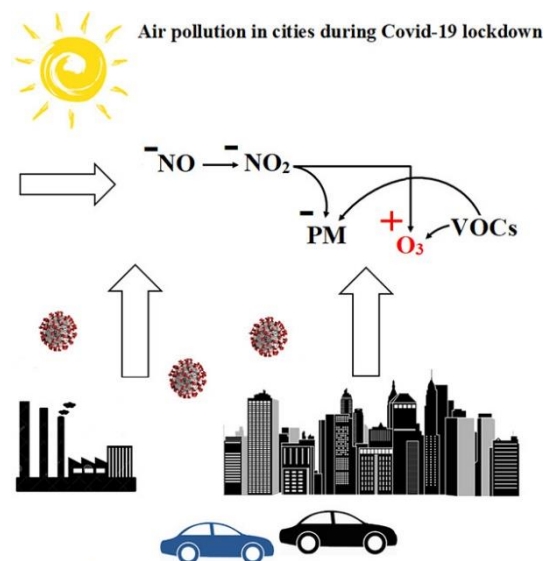 Air pollution in cities during Covid-19 lockdown
-NO -NO₂
-PM +O₃ VOCs